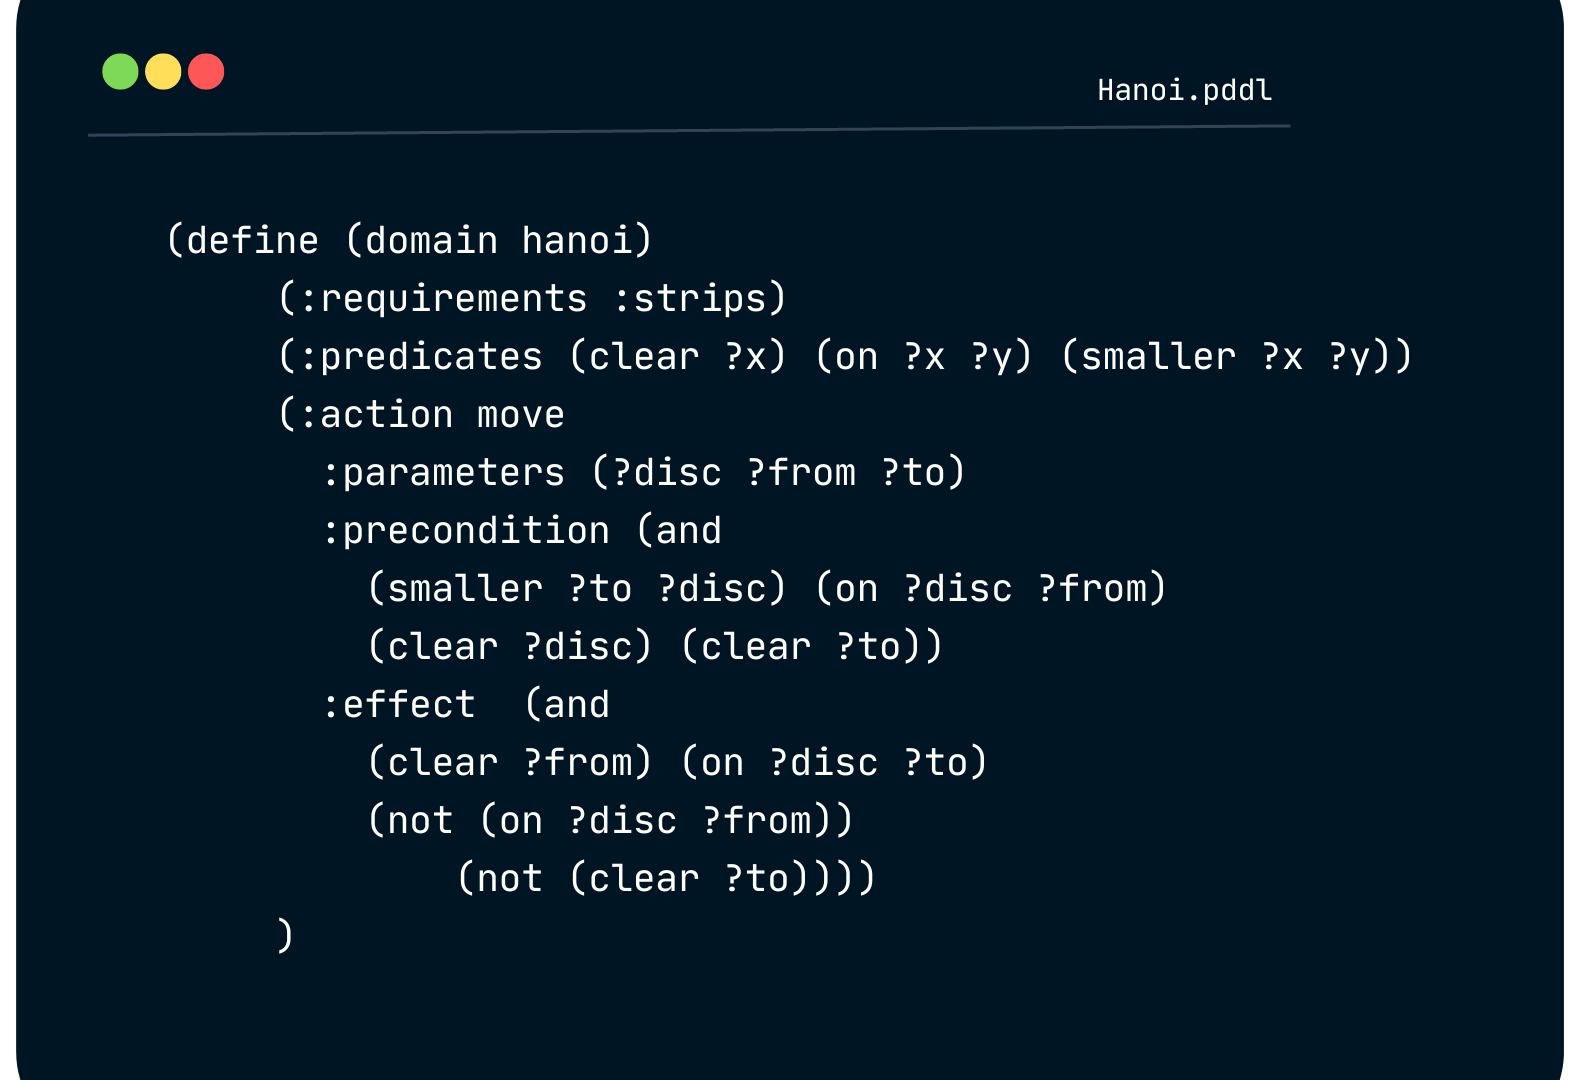 Hanoi.pddl
(define (domain hanoi)
(:requirements :strips)
(:predicates (clear ?x) (on ?x ?y) (smaller ?x ?y))
(:action move
:parameters (?disc ?from ?to)
:precondition (and
(smaller ?to ?disc) (on ?disc ?from)
(clear ?disc) (clear ?to))
:effect  (and
(clear ?from) (on ?disc ?to)
(not (on ?disc ?from))
(not (clear ?to))))
)